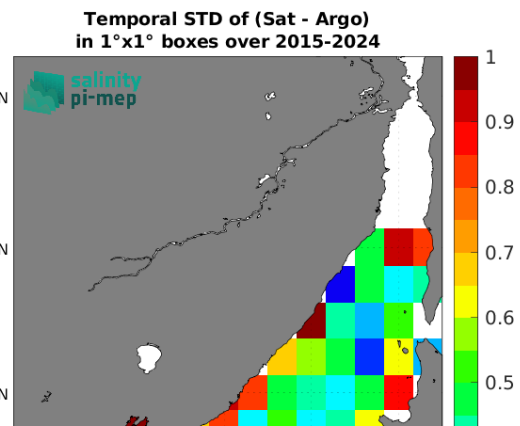 Temporal STD of (Sat - Argo)
in 1°x1° boxes over 2015-2024
salinity
pi-mep
N
N
N
1
0.9
0.8
0.7
0.6
0.5